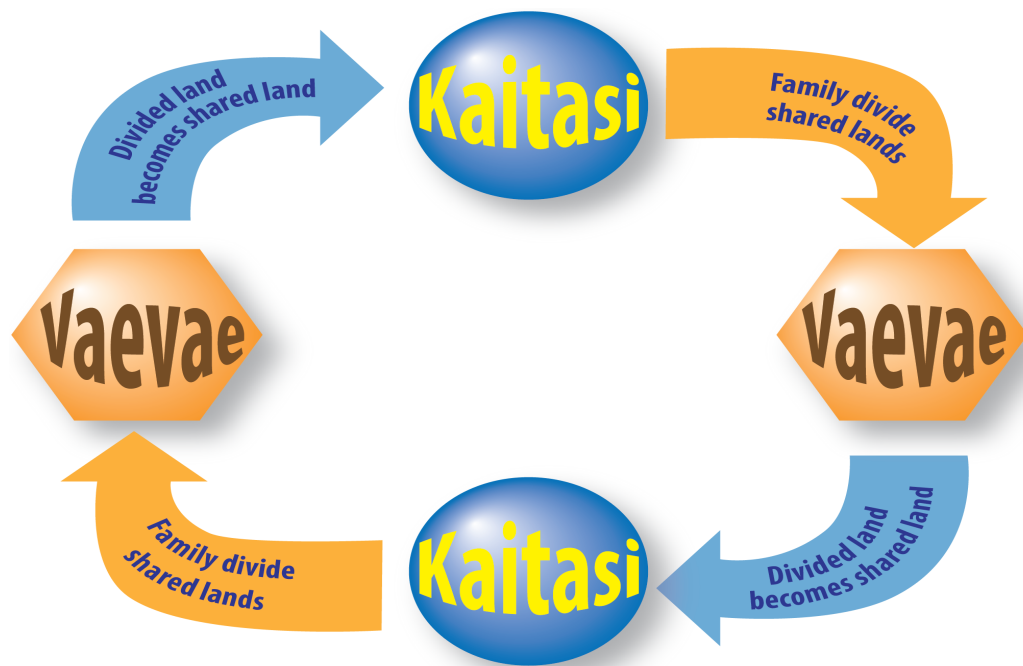 Kaitasi
Family divide
shared lands
Vaevae
Divided land
becomes shared land
Kaitasi
Family divide
shared lands
Vaevae
Divided land
becomes shared land